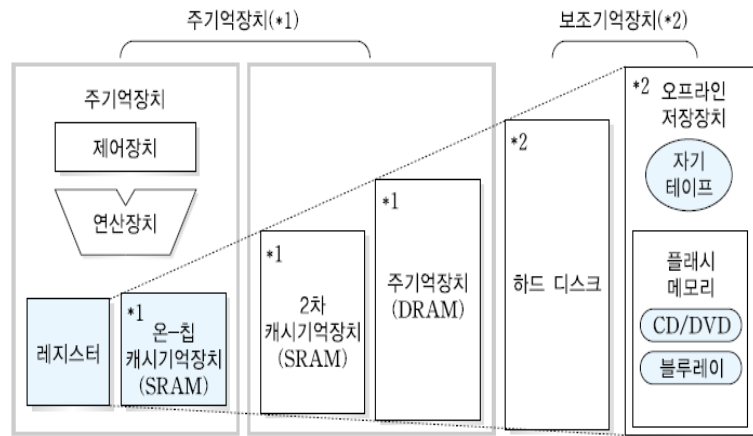 주기억장치(*1)
보조기억장치(*2)
주기억장치
제어장치
연산장치
레지스터
*1
온-칩
캐시기억장치
(SRAM)
*1
2차
캐시기억장치
(SRAM)
*1
주기억장치
(DRAM)
*2
하드 디스크
*2 오프라인
저장장치
자기
테이프
플래시
메모리
CD/DVD
블루레이